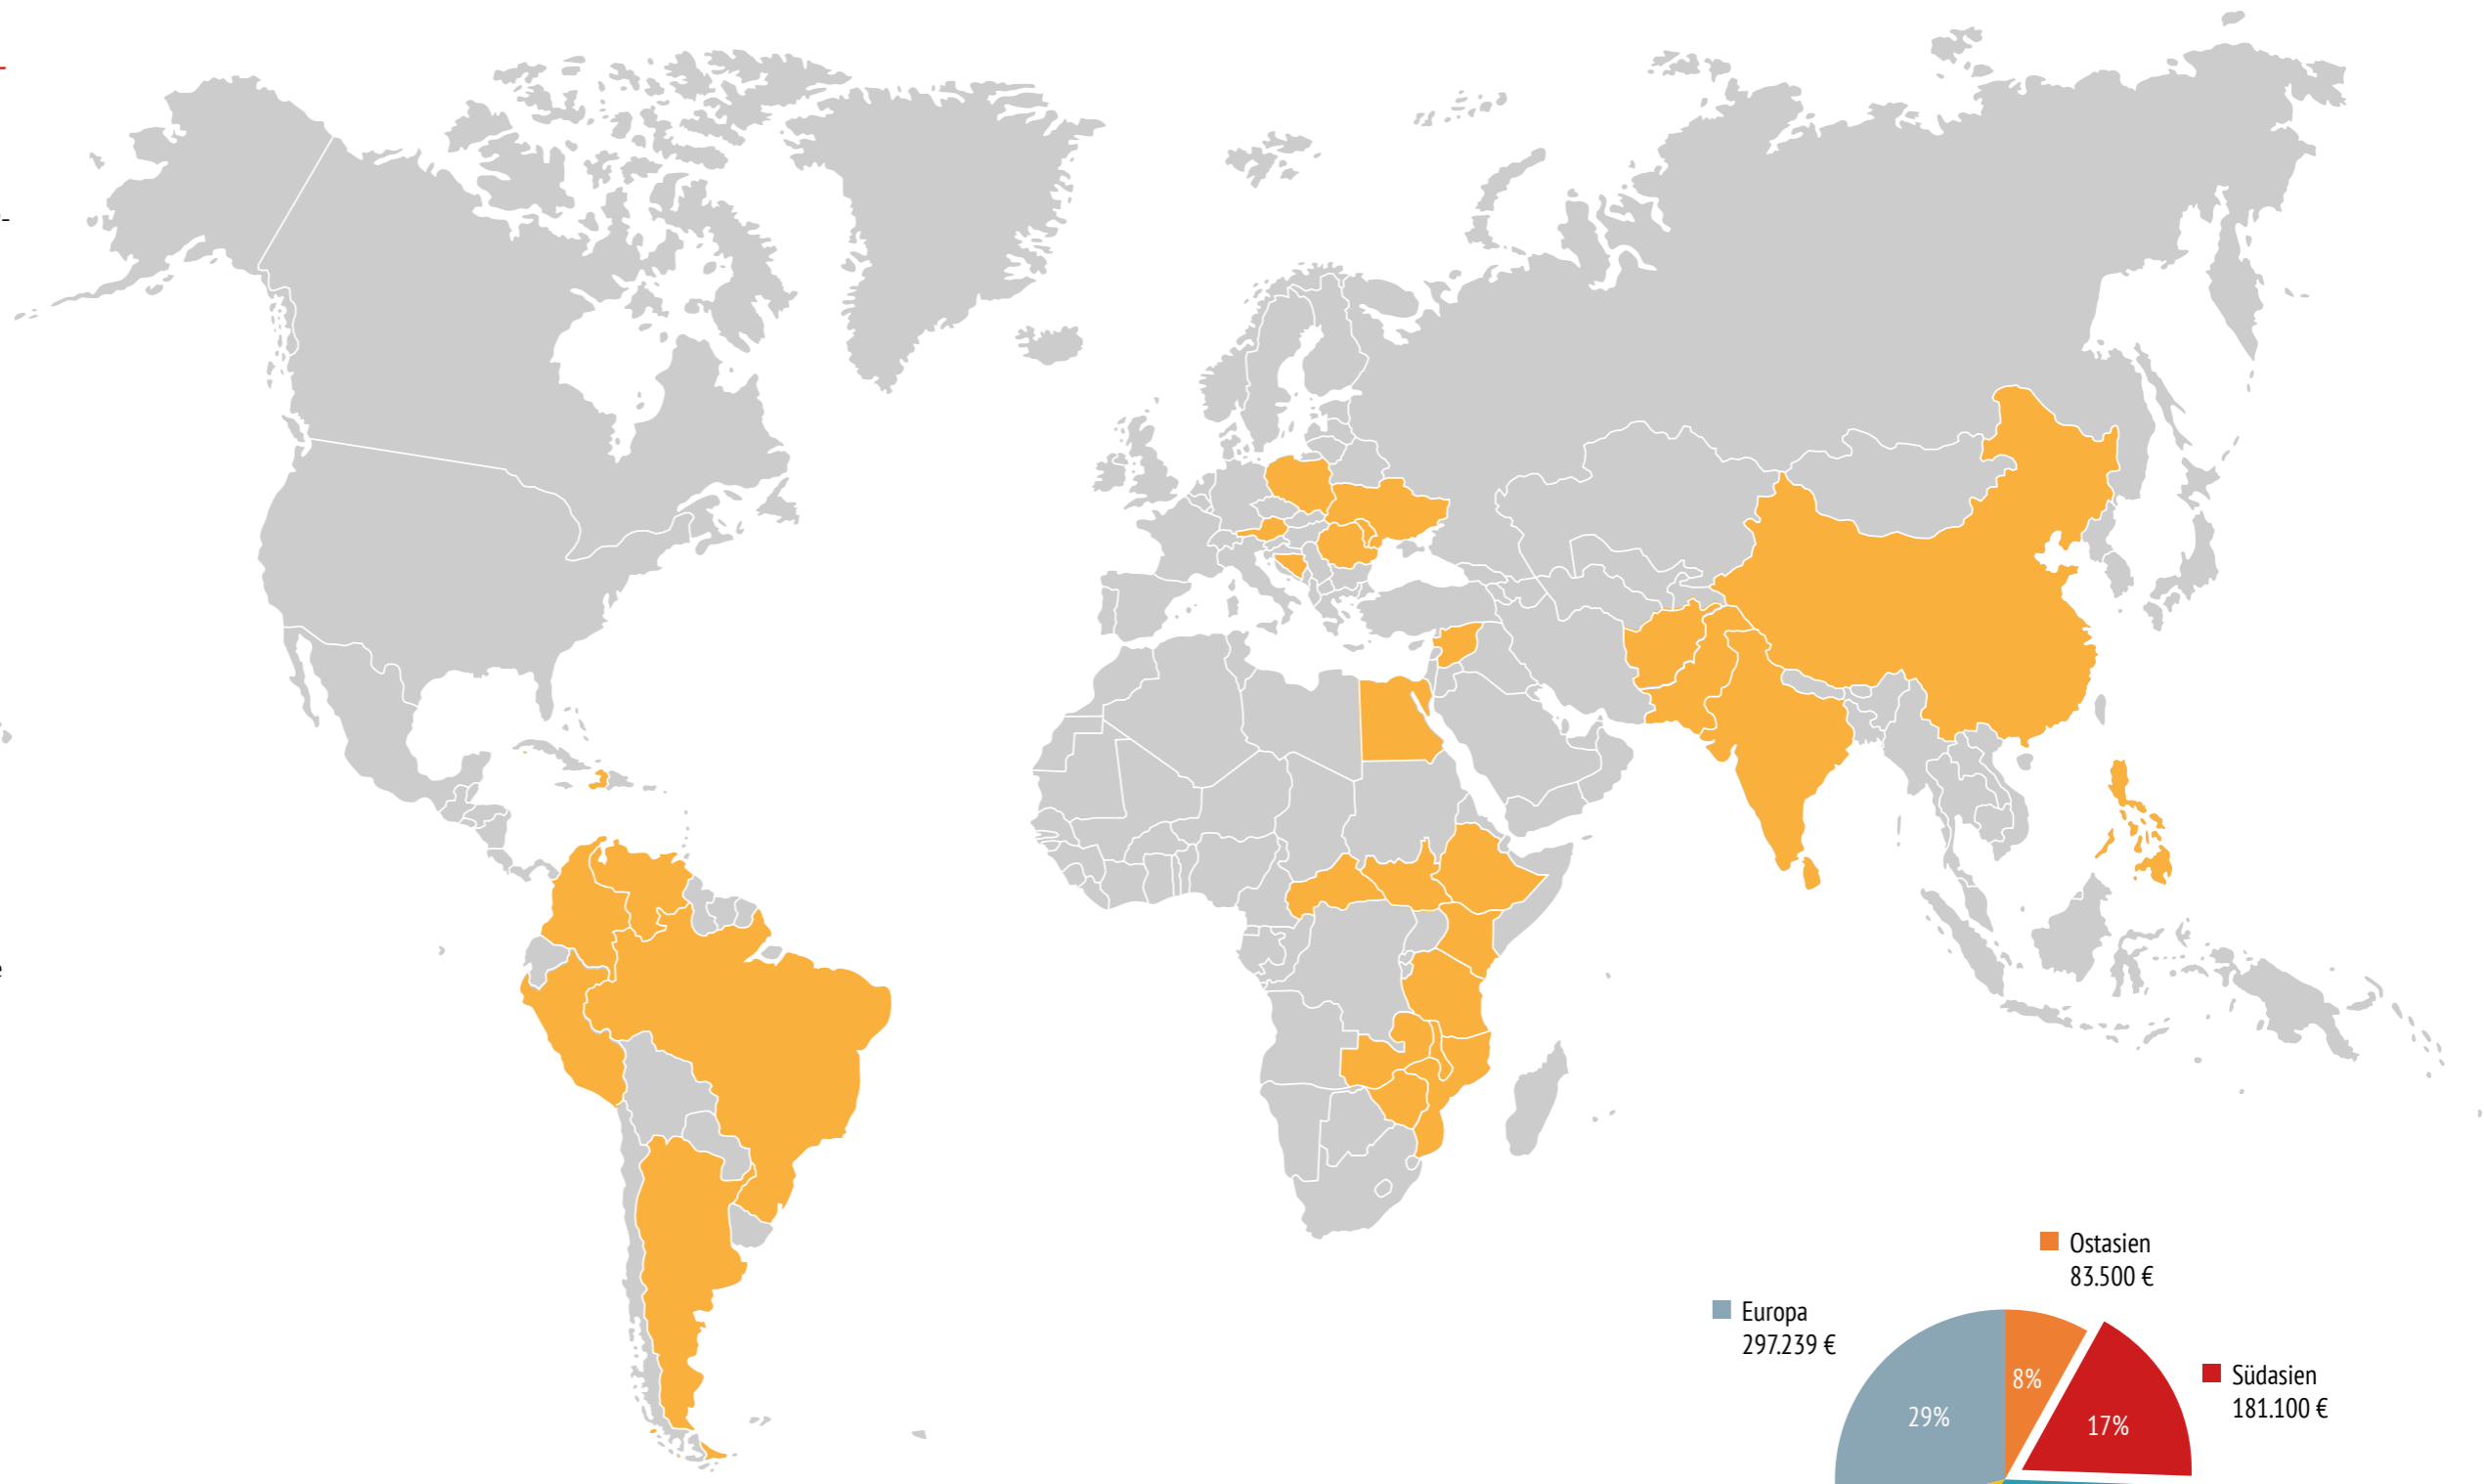 Ostasien
83.500 €
Europa
297.239 €
Südasien
181.100 €
8%
29%
17%